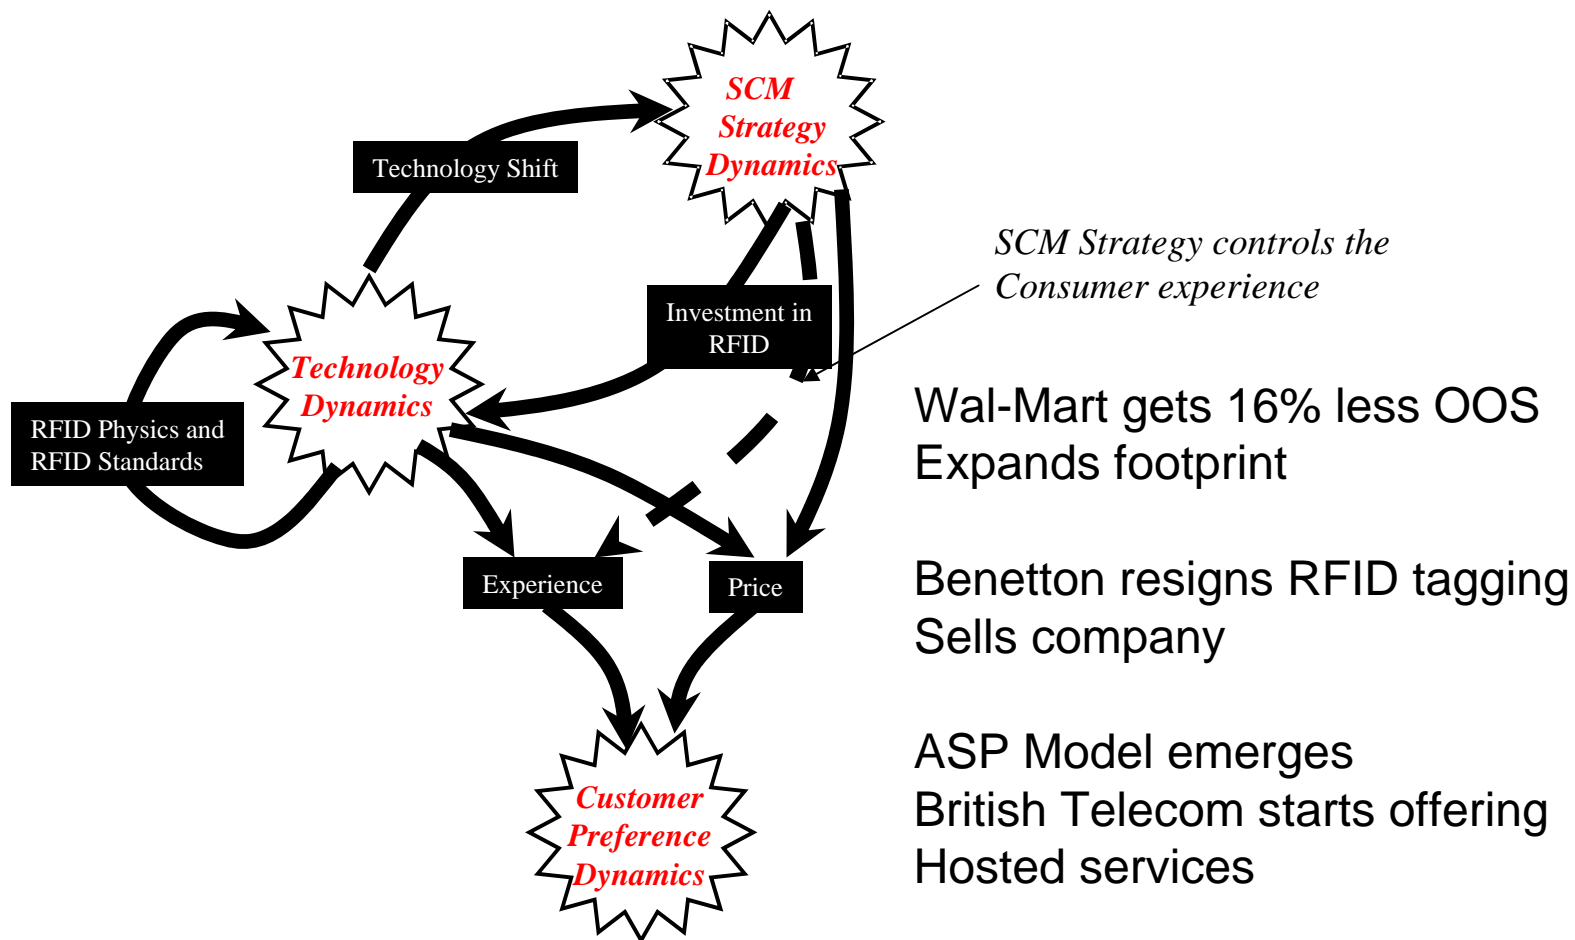 SCM
Strategy
Dynamics
Technology Shift
SCM Strategy controls the
Consumer experience
Investment in
RFID
Technology
Dynamics
RFID Physics and
RFID Standards
Wal-Mart gets 16% less OOS
Expands footprint
Experience
Price
Benetton resigns RFID tagging
Sells company
Customer
Preference
Dynamics
ASP Model emerges
British Telecom starts offering
Hosted services